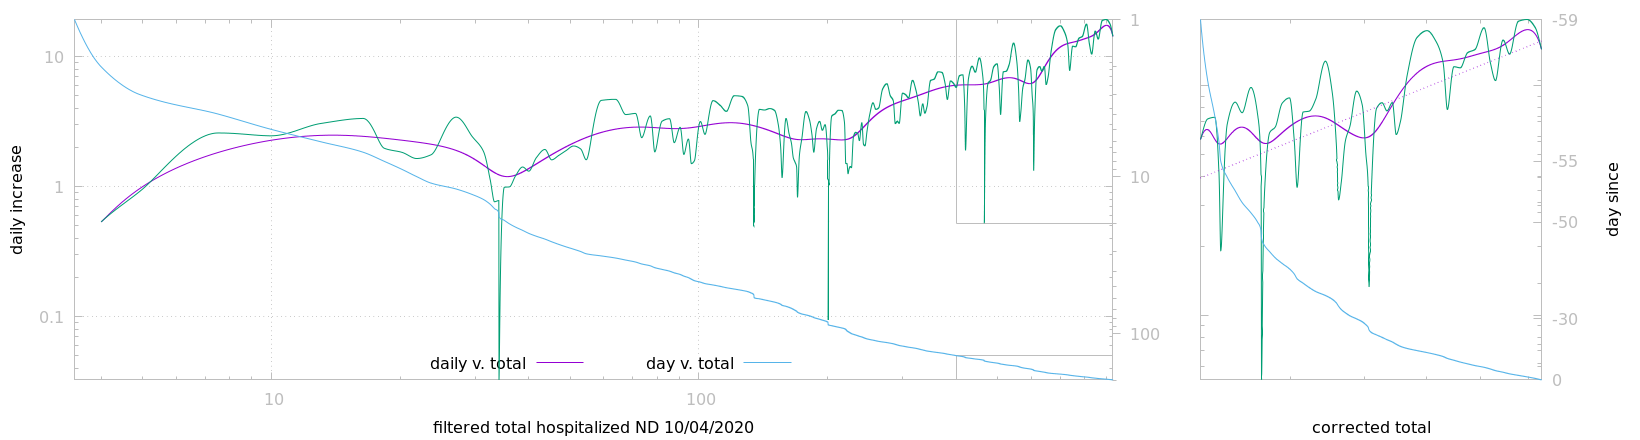 10
1
0.1
daily increase
10
100
1
10
100
daily v. total
day v. total
filtered total hospitalized ND 10/04/2020
-59
-55
-50
-30
0
day since
corrected total